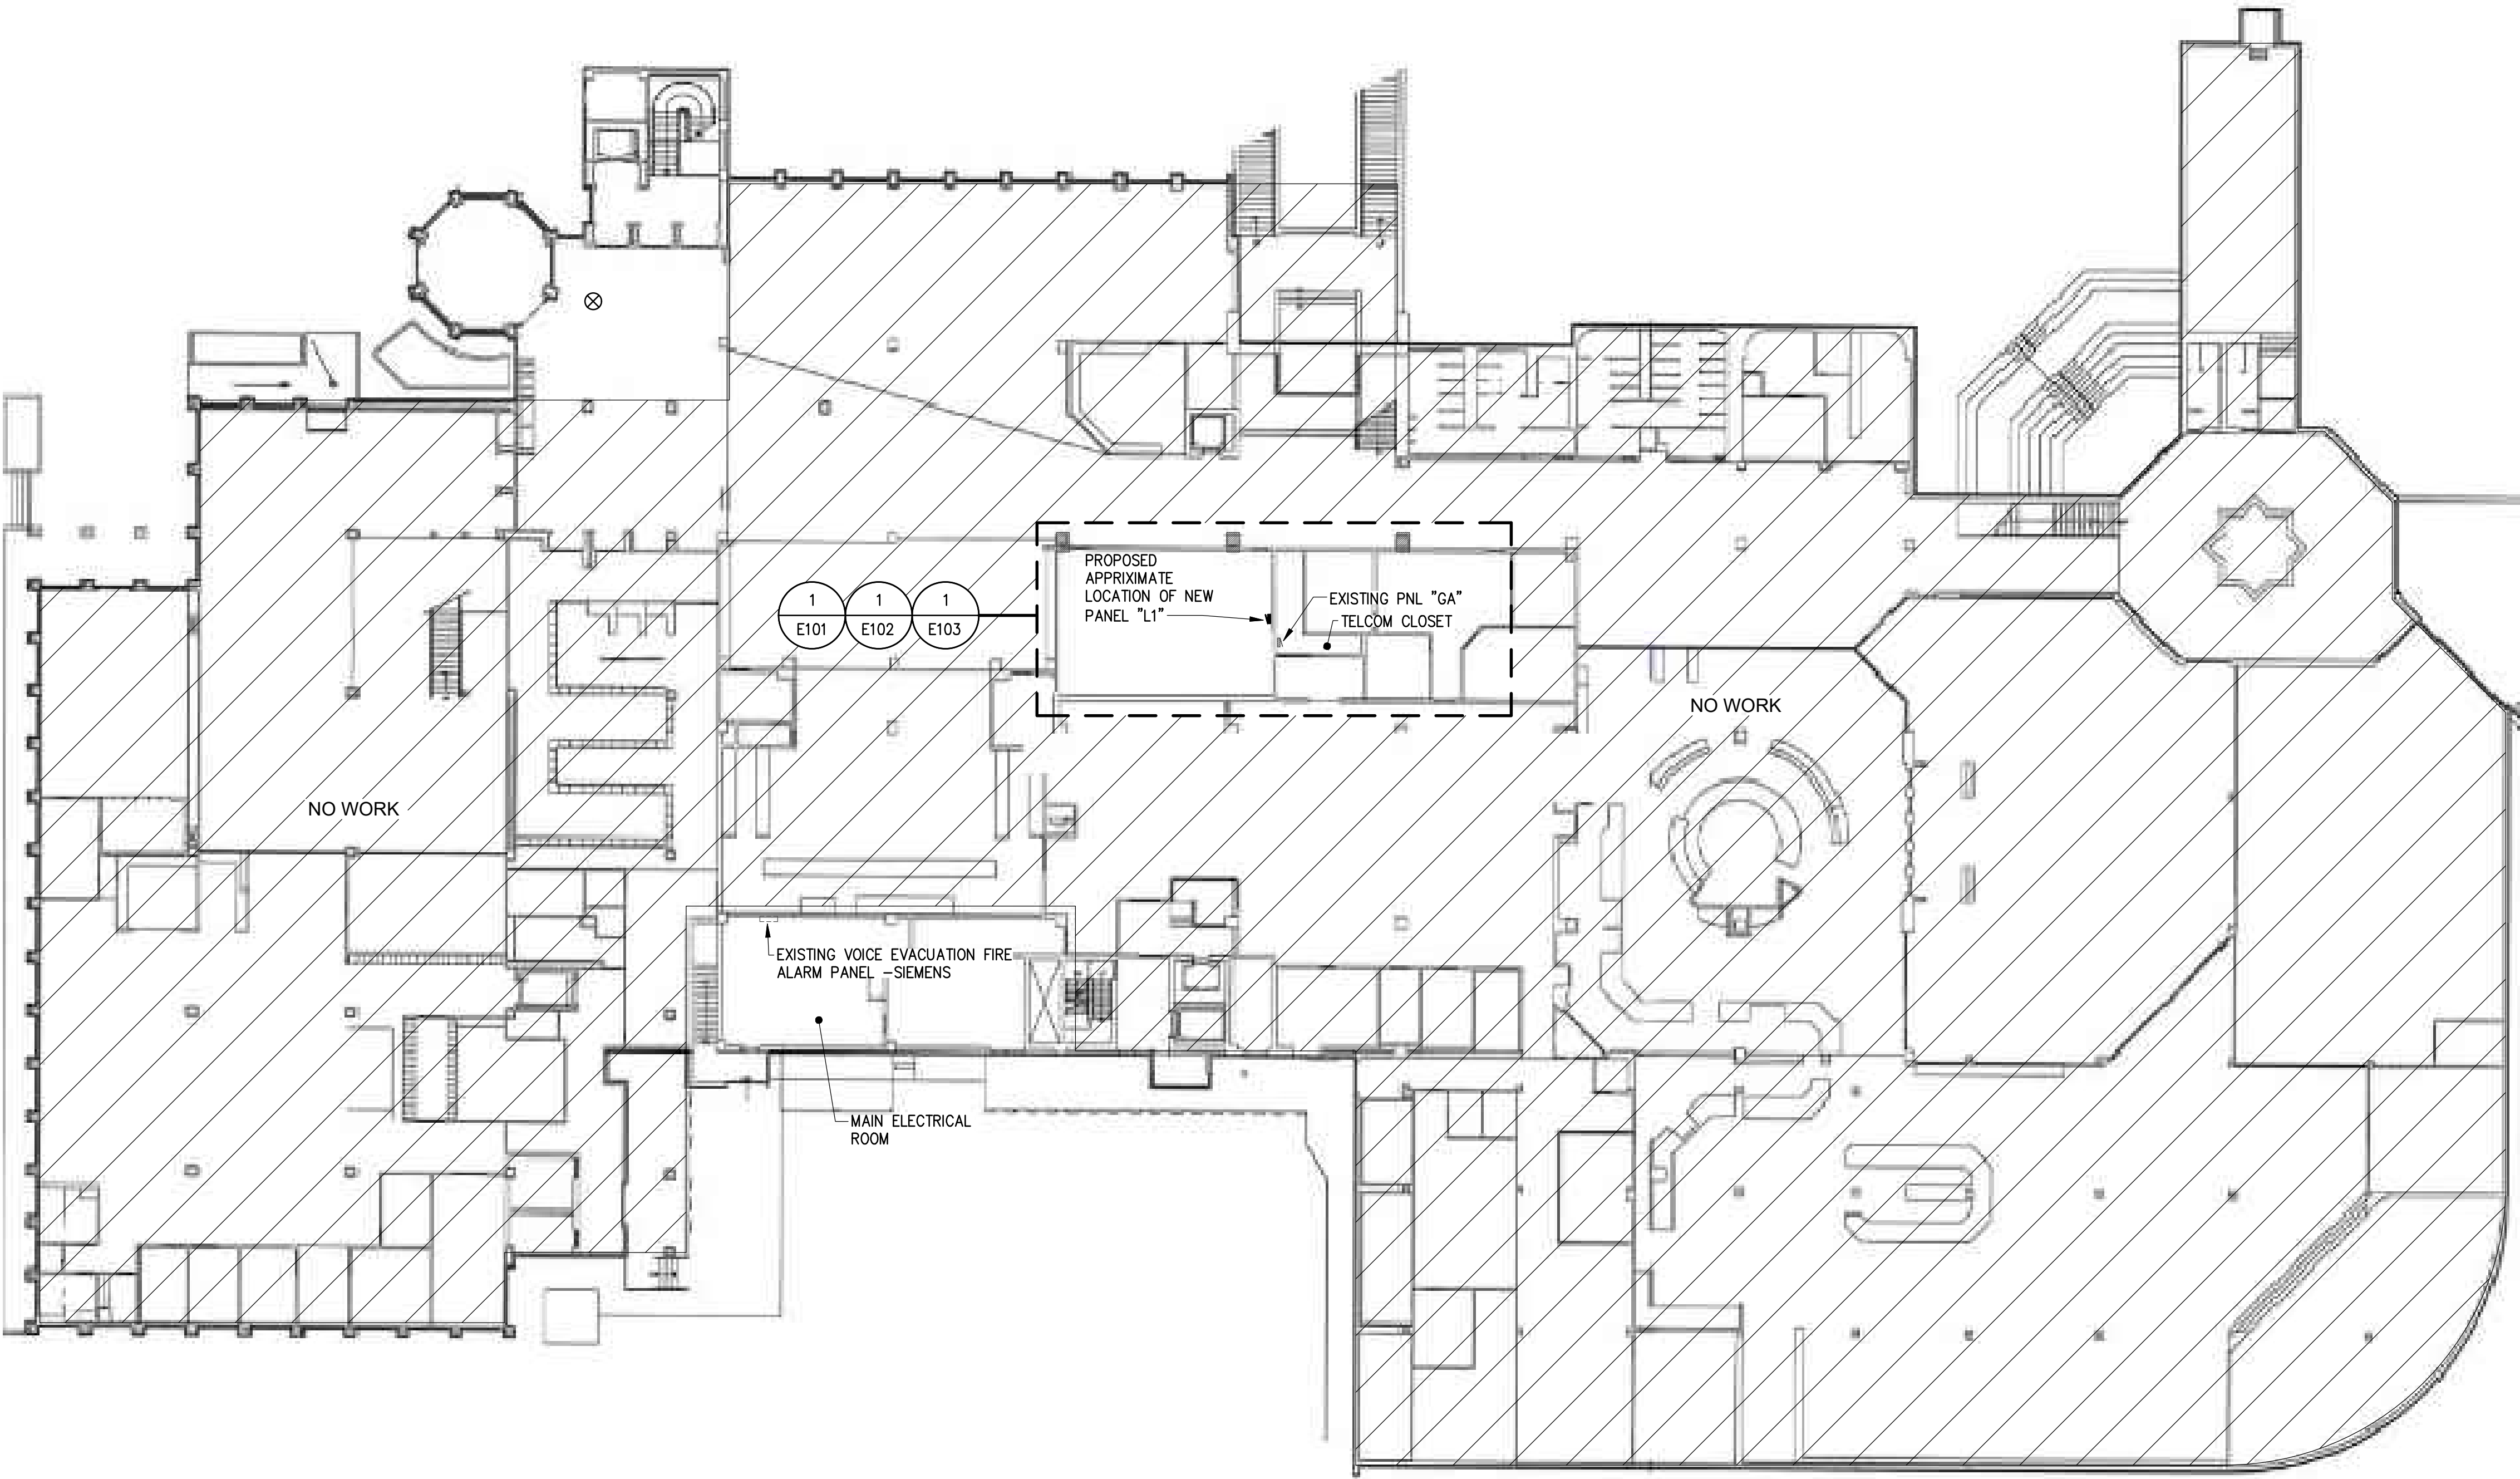 PROPOSED
APPRIXIMATE
LOCATION OF NEW
PANEL "L1"
EXISTING PNL "GA"
TELCOM CLOSET
1
E101
1
E102
1
E103
NO WORK
NO WORK
EXISTING VOICE EVACUATION FIRE
ALARM PANEL -SIEMENS
MAIN ELECTRICAL
ROOM